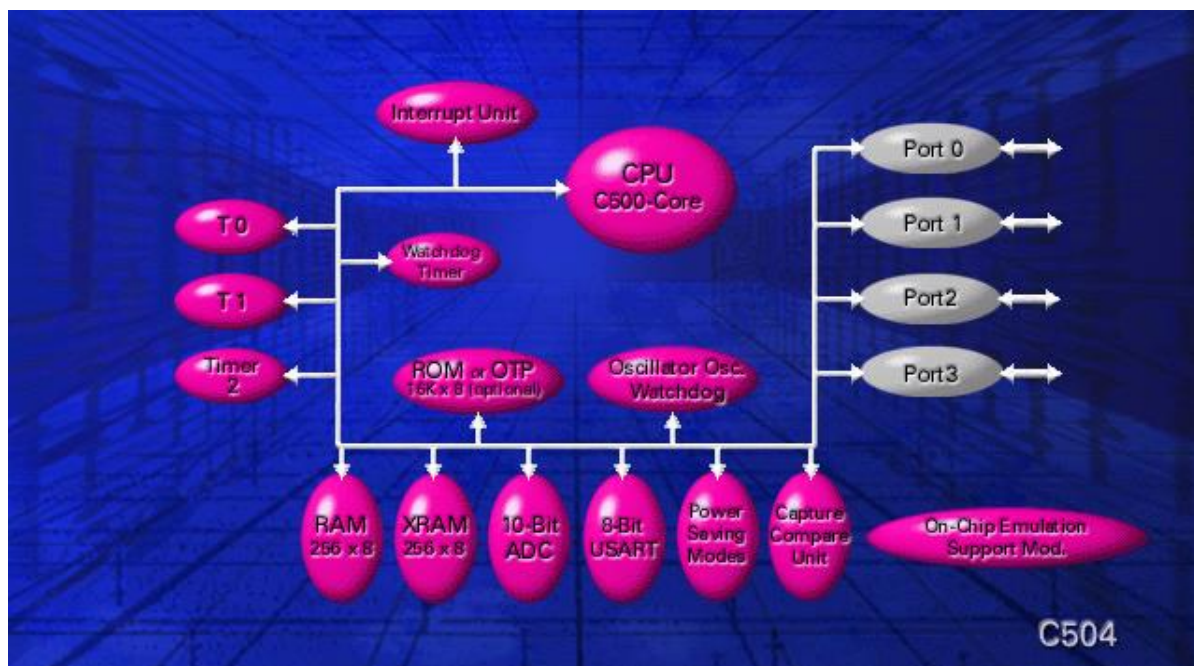 Interrupt Unit
CPU
C500-Core
T0
Watchdog
Timer
T1
Timer
2
ROM or OTP
16K x 8 (optional)
Oscillator Osc.
Watchdog
Port 0
Port 1
Port2
Port3
RAM
256 x 8
XRAM
256 x 8
10-Bit
ADC
8-Bit
USART
Power
Saving
Modes
Capture
Compare
Unit
On-Chip Emulation
Support Mod.
C504